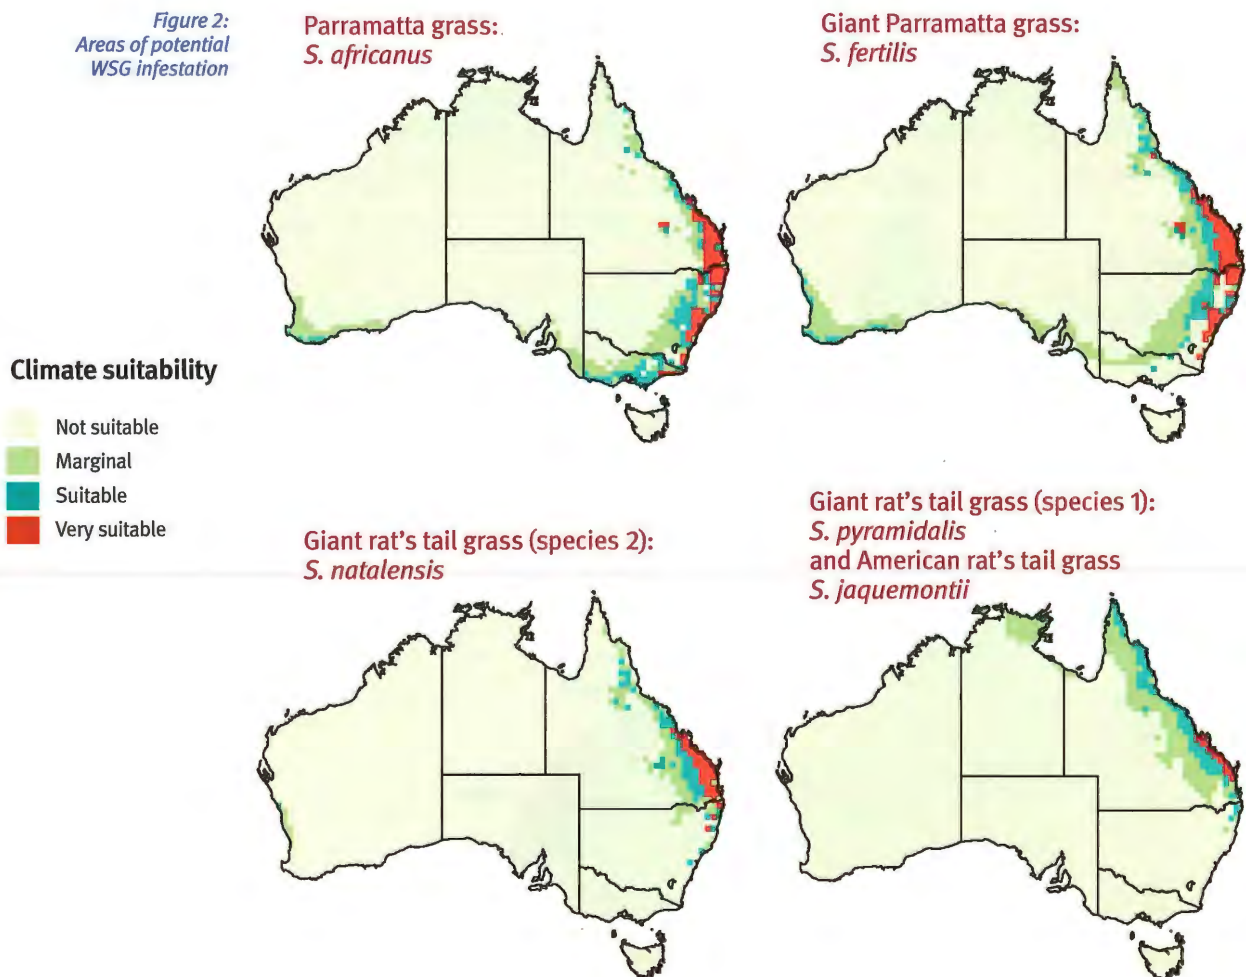 Figure 2:
Areas of potential
WSG infestation
Parramatta grass:
S. africanus
Giant Parramatta grass:
S. fertilis
Climate suitability
Not suitable
Marginal
Suitable
Very suitable
Giant rat's tail grass (species 2):
S. natalensis
Giant rat's tail grass (species 1):
S. pyramidalis
and American rat's tail grass
S. jaquemontii